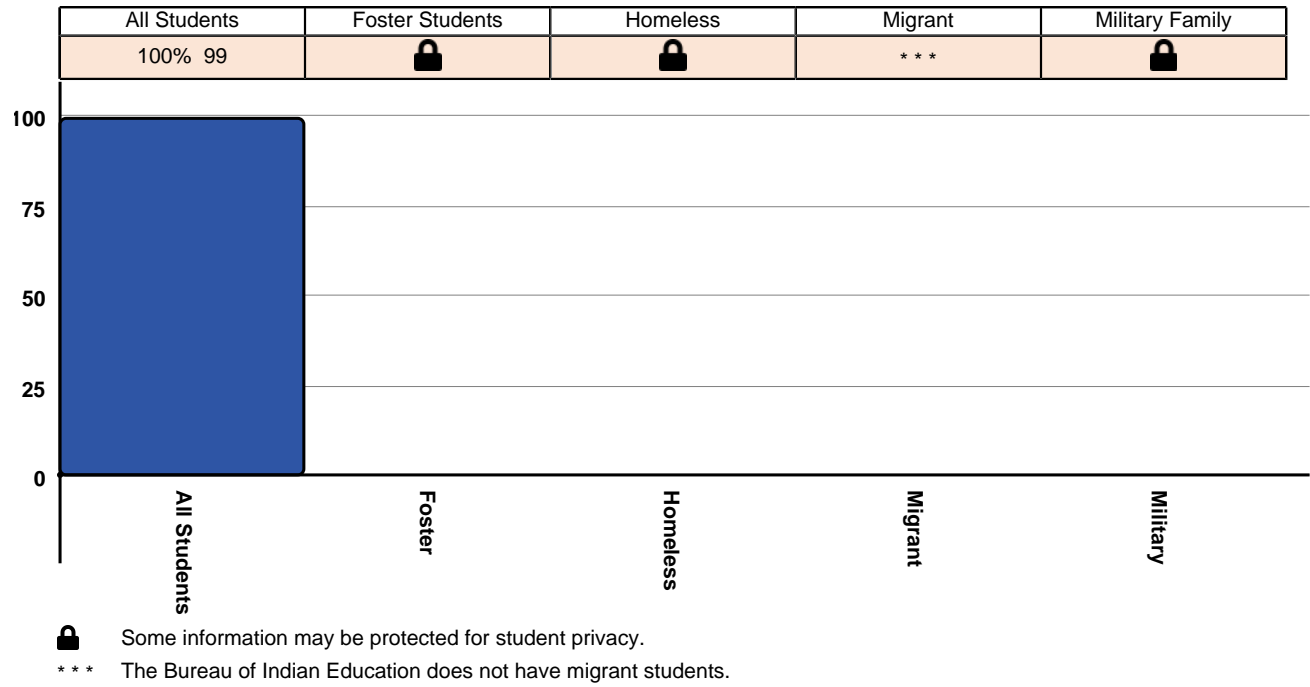 All Students Foster Students Homeless Migrant Military Family
100% 99 * * *
100
75
50
25
0
All Students
Foster
Homeless
Migrant
Military
Some information may be protected for student privacy.
* * * The Bureau of Indian Education does not have migrant students.